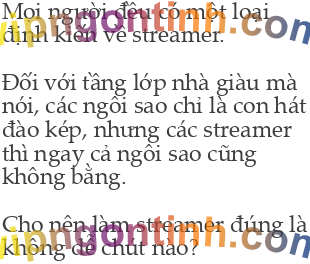 Mọi người đều có một loại
định kiến về streamer.
Đối với tầng lớp nhà giàu mà
nói, các ngôi sao chỉ là con hát
đào kép, nhưng các streamer
thì ngay cả ngôi sao cũng
không bằng.
Cho nên làm streamer đúng là
không dễ chút nào?